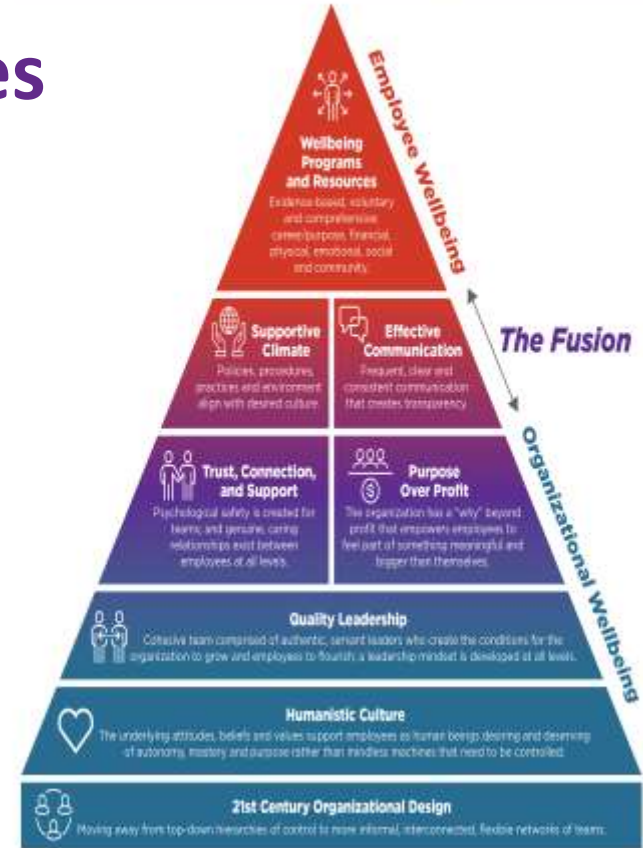 es
Employee Wellbeing
Wellbeing
Programs
and Resources
Evidence-based, voluntary
and comprehensive
career/purpose, financial,
physical, emotional, social
and community.
Supportive
Climate
Policies, procedures,
practices and environment
align with desired culture
Effective
Communication
Frequent, clear and
consistent communication
that creates transparency
The Fusion
Organizational Wellbeing
Trust, Connection,
and Support
Psychological safety is created for
teams; and genuine, caring
relationships exist between
employees at all levels.
Purpose
Over Profit
The organization has a "why" beyond
profit that empowers employees to
feel part of something meaningful and
bigger than themselves.
Quality Leadership
Cohesive team comprised of authentic, servant leaders who create the conditions for the
organization to grow and employees to flourish; a leadership mindset is developed at all levels.
Humanistic Culture
The underlying attitudes, beliefs and values support employees as human beings desiring and deserving
of autonomy, mastery and purpose rather than mindless machines that need to be controlled.
21st Century Organizational Design
Moving away from top-down hierarchies of control to more informal, interconnected, flexible networks of teams.